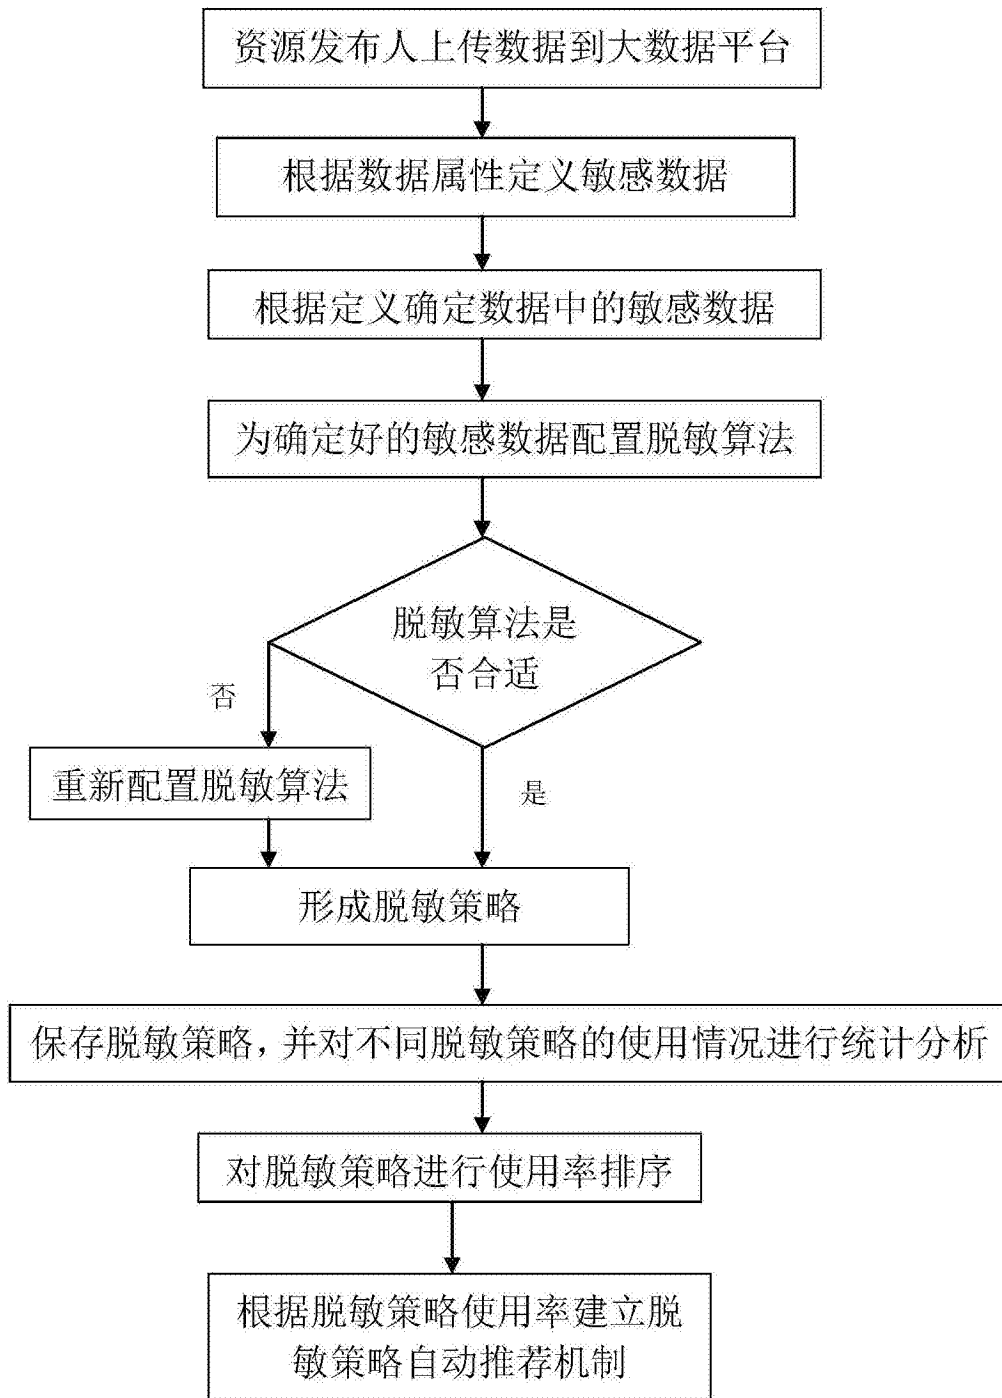 资源发布人上传数据到大数据平台
根据数据属性定义敏感数据
根据定义确定数据中的敏感数据
为确定好的敏感数据配置脱敏算法
脱敏算法是
否合适
否
重新配置脱敏算法
是
形成脱敏策略
保存脱敏策略，并对不同脱敏策略的使用情况进行统计分析
对脱敏策略进行使用率排序
根据脱敏策略使用率建立脱
敏策略自动推荐机制